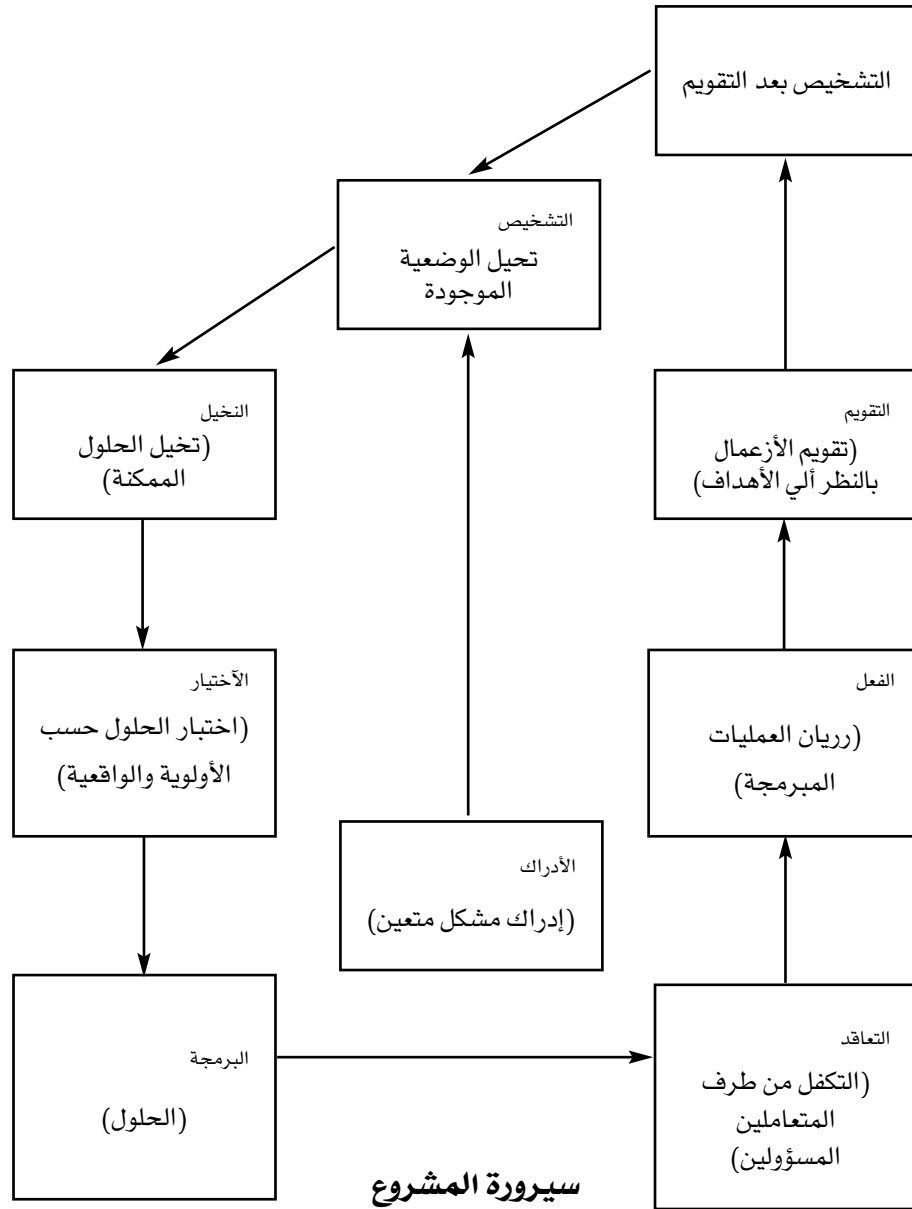 التشخيص بعد التقويم
التشخيص
تحيل الوضعية
الموجودة
النخيل
(تخيل الحلول
الممكنة)
التقويم
(تقويم الأزعمال
بالنظر ألي الأهداف)
الآختيار
(اختبار الحلول حسب
الأولوية والواقعية)
الفعل
(رريان العمليات
المبرمجة)
الأدراك
(إدراك مشكل متعين)
البرمجة
(الحلول)
التعاقد
(التكفل من طرف
المتعاملين
المسؤولين)
سيرورة المشروع